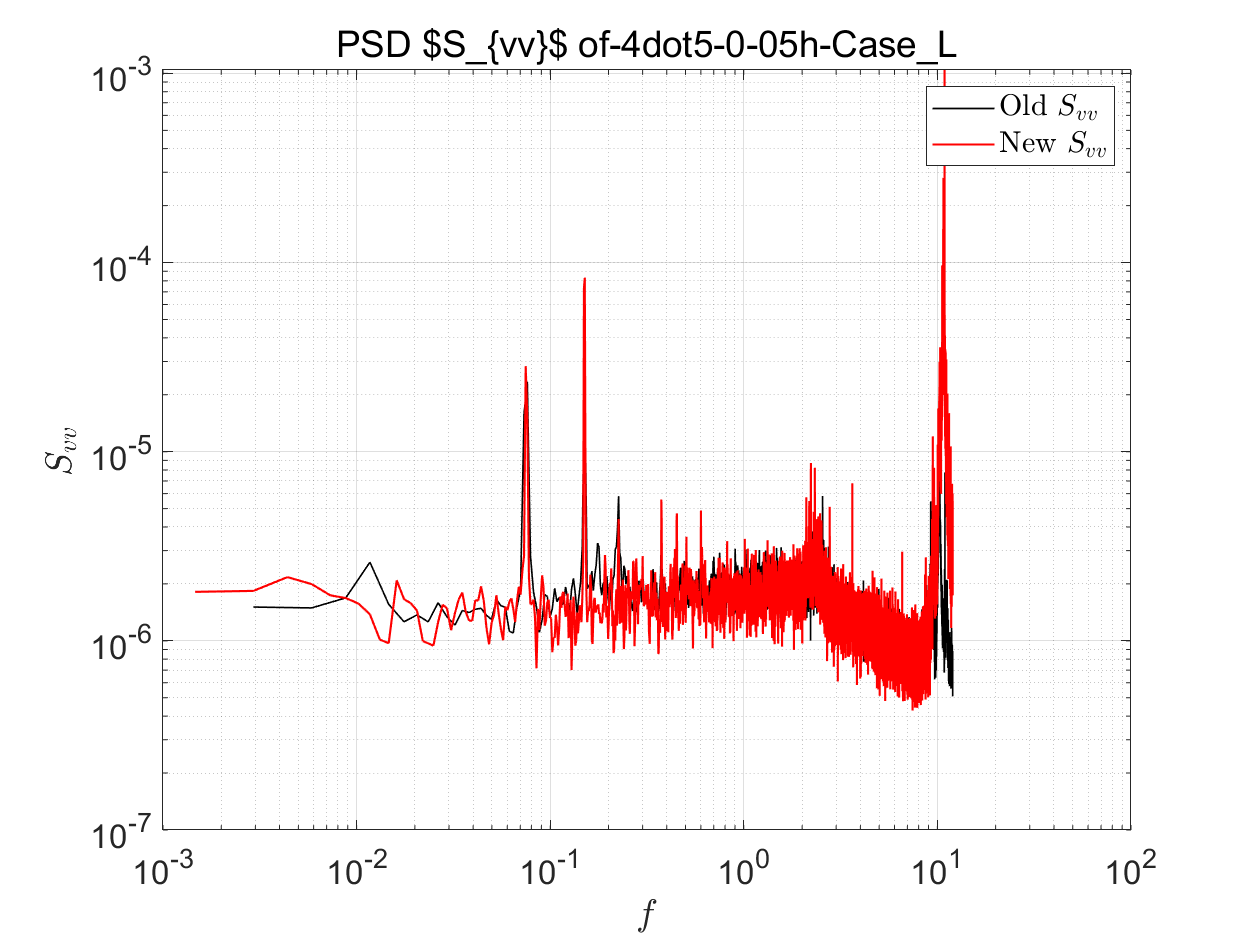 PSD $S_{vv}$ of-4dot5-0-05h-Case_L
10^-3
Old S_vv
New S_vv
10^-4
10^-5
S_vv
10^-6
10^-7
10^-3 10^-2 10^-1 10^0 10^1 10^2
f